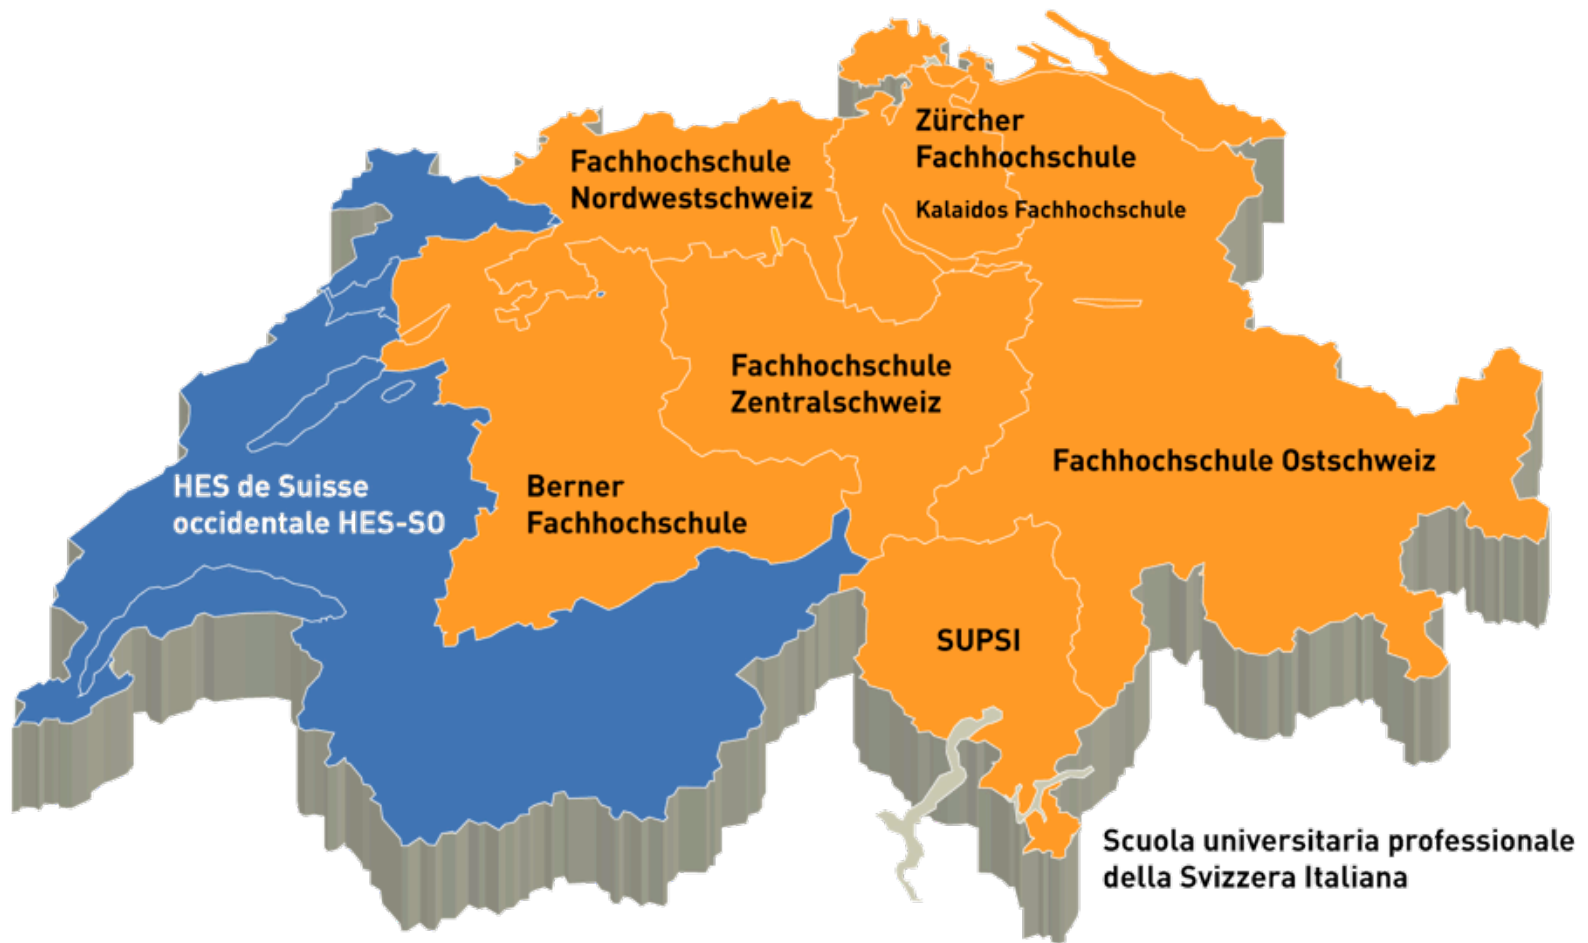 Zürcher
Fachhochschule
Kalaidos Fachhochschule
Fachhochschule
Nordwestschweiz
Fachhochschule
Zentralschweiz
Fachhochschule Ostschweiz
HES de Suisse
occidentale HES-SO
Berner
Fachhochschule
SUPSI
Scuola universitaria professionale
della Svizzera Italiana